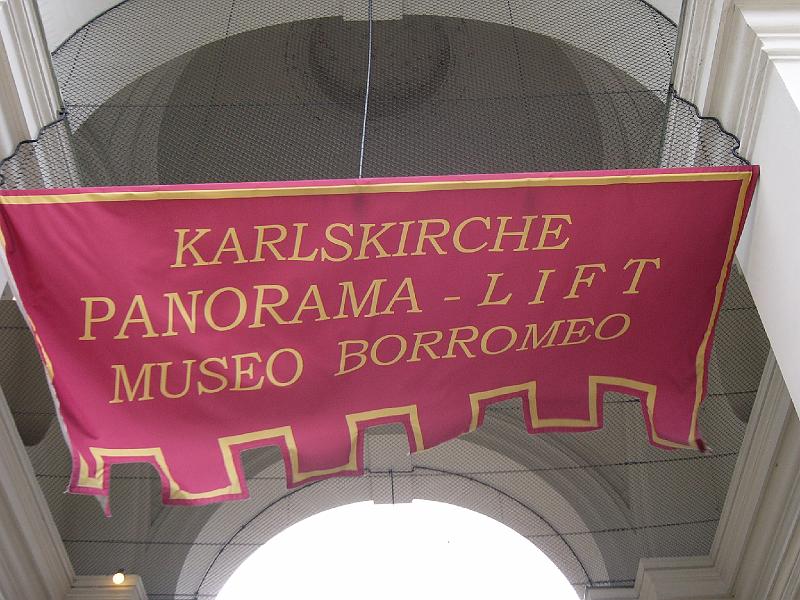 KARLSKIRCHE
PANORAMA - LIFT
MUSEO BORROMEO